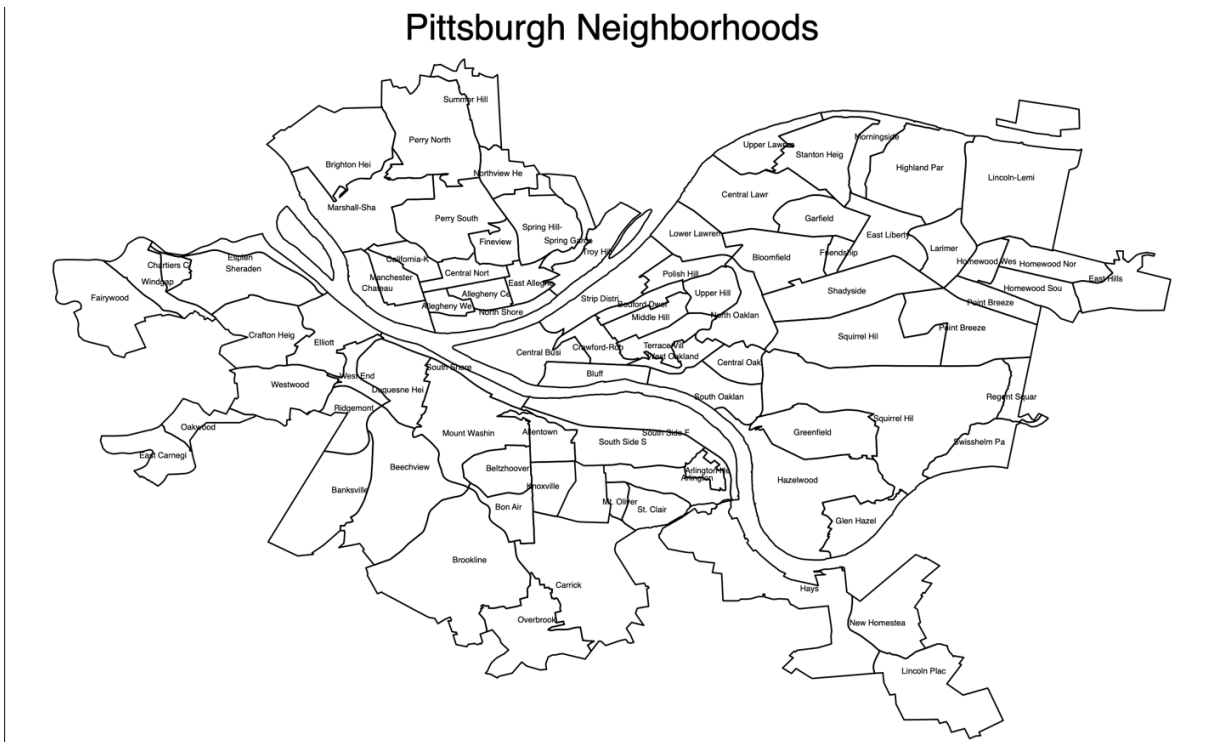 Pittsburgh Neighborhoods
Summer Hill
Perry North
Brighton Hei
Northview He
Marshall-Sha
Perry South
Spring Hill-
Spring Garde
Fineview
Troy Hill
California-K
Central Nort
Manchester
Chateau
East Alleghe
Allegheny Ce
Allegheny We
North Shore
Upper Lawre
Morningside
Stanton Heig
Highland Par
Lincoln-Lemi
Central Lawr
Garfield
Lower Lawren
East Liberty
Larimer
Friendship
Bloomfield
Homewood Wes
Homewood Nor
East Hills
Homewood Sou
Polish Hill
Shadyside
Point Breeze
Upper Hill
Strip Distri
Bedford Dwel
Middle Hill
North Oaklan
Point Breeze
Squirrel Hil
Esplen
Sheraden
Chartiers C
Windgap
Fairywood
Crafton Heig
Elliott
Terrace Vill
Crawford-Rob
Central Busi
West Oakland
Central Oak
Bluff
South Shore
West End
Westwood
Duquesne Hei
South Oaklan
Regent Squar
Ridgemont
Squirrel Hil
Oakwood
Greenfield
Mount Washin
Allentown
South Side F
South Side S
Swisshelm Pa
East Carnegi
Beechview
Beltzhoover
Arlington He
Arlington
Hazelwood
Banksville
Knoxville
Mt. Oliver
St. Clair
Bon Air
Glen Hazel
Brookline
Carrick
Hays
Overbrook
New Homestea
Lincoln Plac